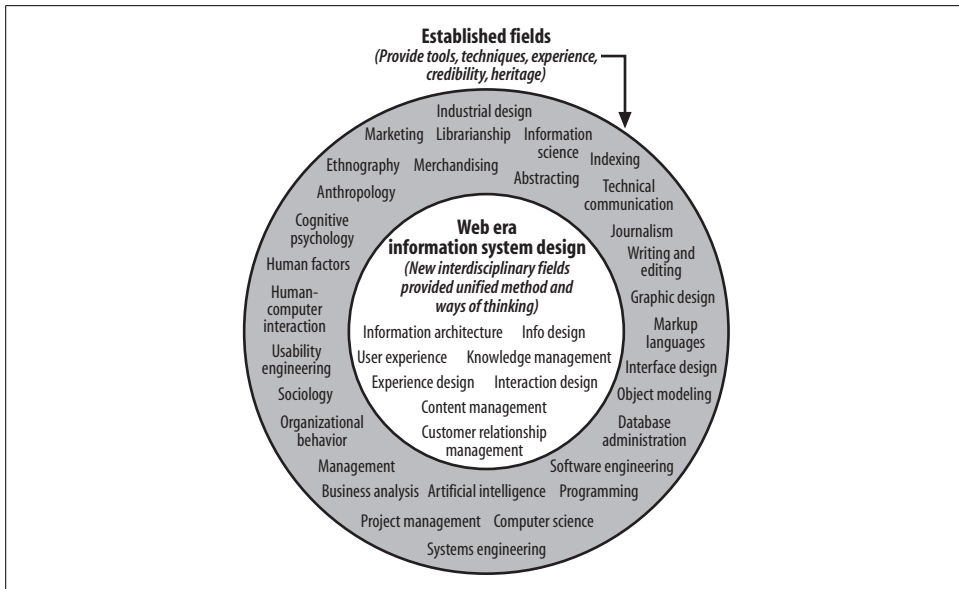 Established fields
(Provide tools, techniques, experience,
credibility, heritage)
Industrial design
Marketing
Librarianship
Information
science
Indexing
Ethnography
Merchandising
Abstracting
Anthropology
Technical
communication
Cognitive
psychology
Journalism
Human factors
Writing and
editing
Human-
computer
interaction
Graphic design
Markup
languages
Usability
engineering
Interface design
Sociology
Object modeling
Organizational
behavior
Database
administration
Management
Software engineering
Business analysis
Artificial intelligence
Programming
Project management
Computer science
Systems engineering
Web era
information system design
(New interdisciplinary fields
provided unified method and
ways of thinking)
Information architecture
Info design
User experience
Knowledge management
Experience design
Interaction design
Content management
Customer relationship
management